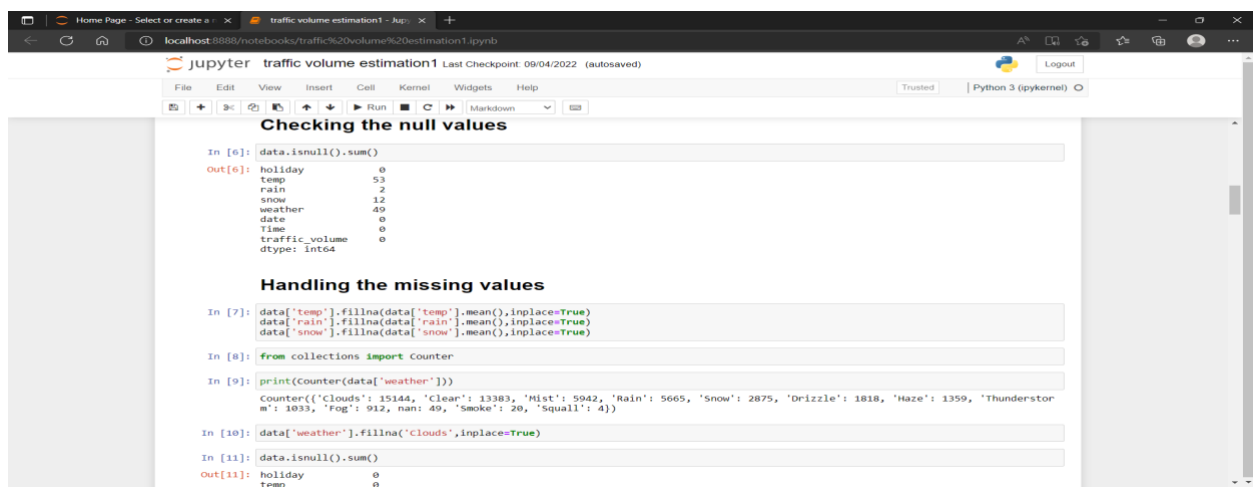 Home Page - Select or create a n
traffic volume estimation1 - Jup
localhost:8888/notebooks/traffic%20volume%20estimation1.ipynb
jupyter traffic volume estimation1 Last Checkpoint: 09/04/2022 (autosaved)
Logout
File Edit View Insert Cell Kernel Widgets Help
Trusted
Python 3 (ipykernel)
Run
Markdown
Checking the null values
In [6]: data.isnull().sum()
Out[6]: holiday 0
temp 53
rain 2
snow 12
weather 49
date 0
Time 0
traffic_volume 0
dtype: int64
Handling the missing values
In [7]: data['temp'].fillna(data['temp'].mean(),inplace=True)
data['rain'].fillna(data['rain'].mean(),inplace=True)
data['snow'].fillna(data['snow'].mean(),inplace=True)
In [8]: from collections import Counter
In [9]: print(Counter(data['weather']))
Counter({'Clouds': 15144, 'Clear': 13383, 'Mist': 5942, 'Rain': 5665, 'Snow': 2875, 'Drizzle': 1818, 'Haze': 1359, 'Thunderstor
m': 1033, 'Fog': 912, nan: 49, 'Smoke': 20, 'Squall': 4})
In [10]: data['weather'].fillna('Clouds',inplace=True)
In [11]: data.isnull().sum()
Out[11]: holiday 0
temp 0